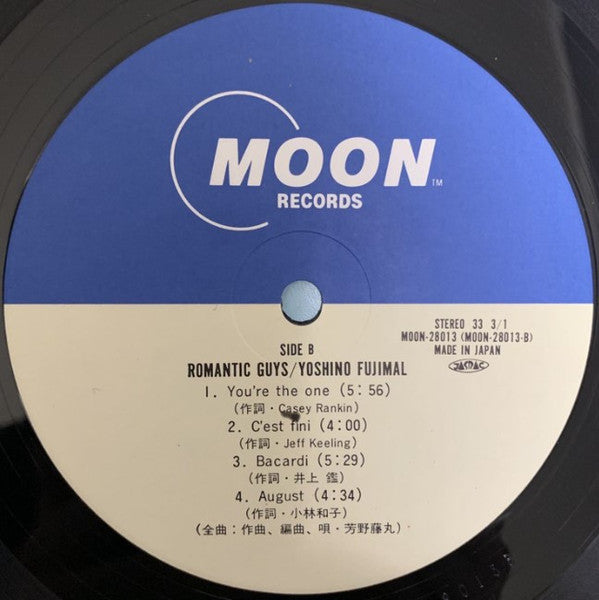 MOON™
RECORDS
STEREO 33 3/1
MOON-28013 (MOON-28013-B)
MADE IN JAPAN
JASRAC
SIDE B
ROMANTIC GUYS/YOSHINO FUJIMAL
1. You're the one (5:56)
(作詞・Casey Rankin)
2. C'est fini (4:00)
(作詞・Jeff Keeling)
3. Bacardi (5:29)
(作詞・井上 鑑)
4. August (4:34)
(作詞・小林和子)
(全曲：作曲、編曲、唄・芳野藤丸)